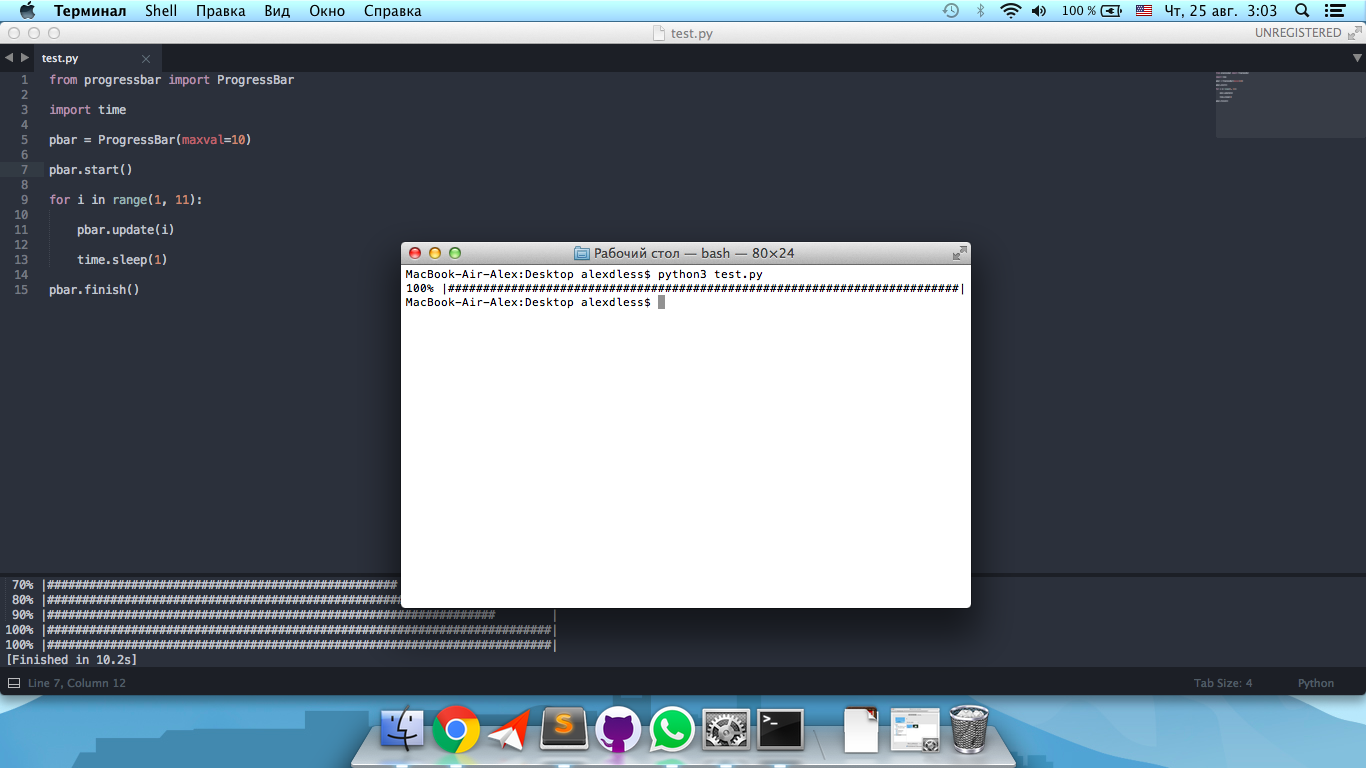 Терминал Shell Правка Вид Окно Справка 100 % Чт, 25 авг. 3:03
test.py UNREGISTERED
test.py
1 from progressbar import ProgressBar
2
3 import time
4
5 pbar = ProgressBar(maxval=10)
6
7 pbar.start()
8
9 for i in range(1, 11):
10
11     pbar.update(i)
12
13     time.sleep(1)
14
15 pbar.finish()
Рабочий стол — bash — 80×24
MacBook-Air-Alex:Desktop alexdless$ python3 test.py
100% |#########################################################################|
MacBook-Air-Alex:Desktop alexdless$
70% |##################################################
80% |###################################################
90% |################################################################        |
100% |########################################################################|
100% |########################################################################|
[Finished in 10.2s]
Line 7, Column 12 Tab Size: 4 Python